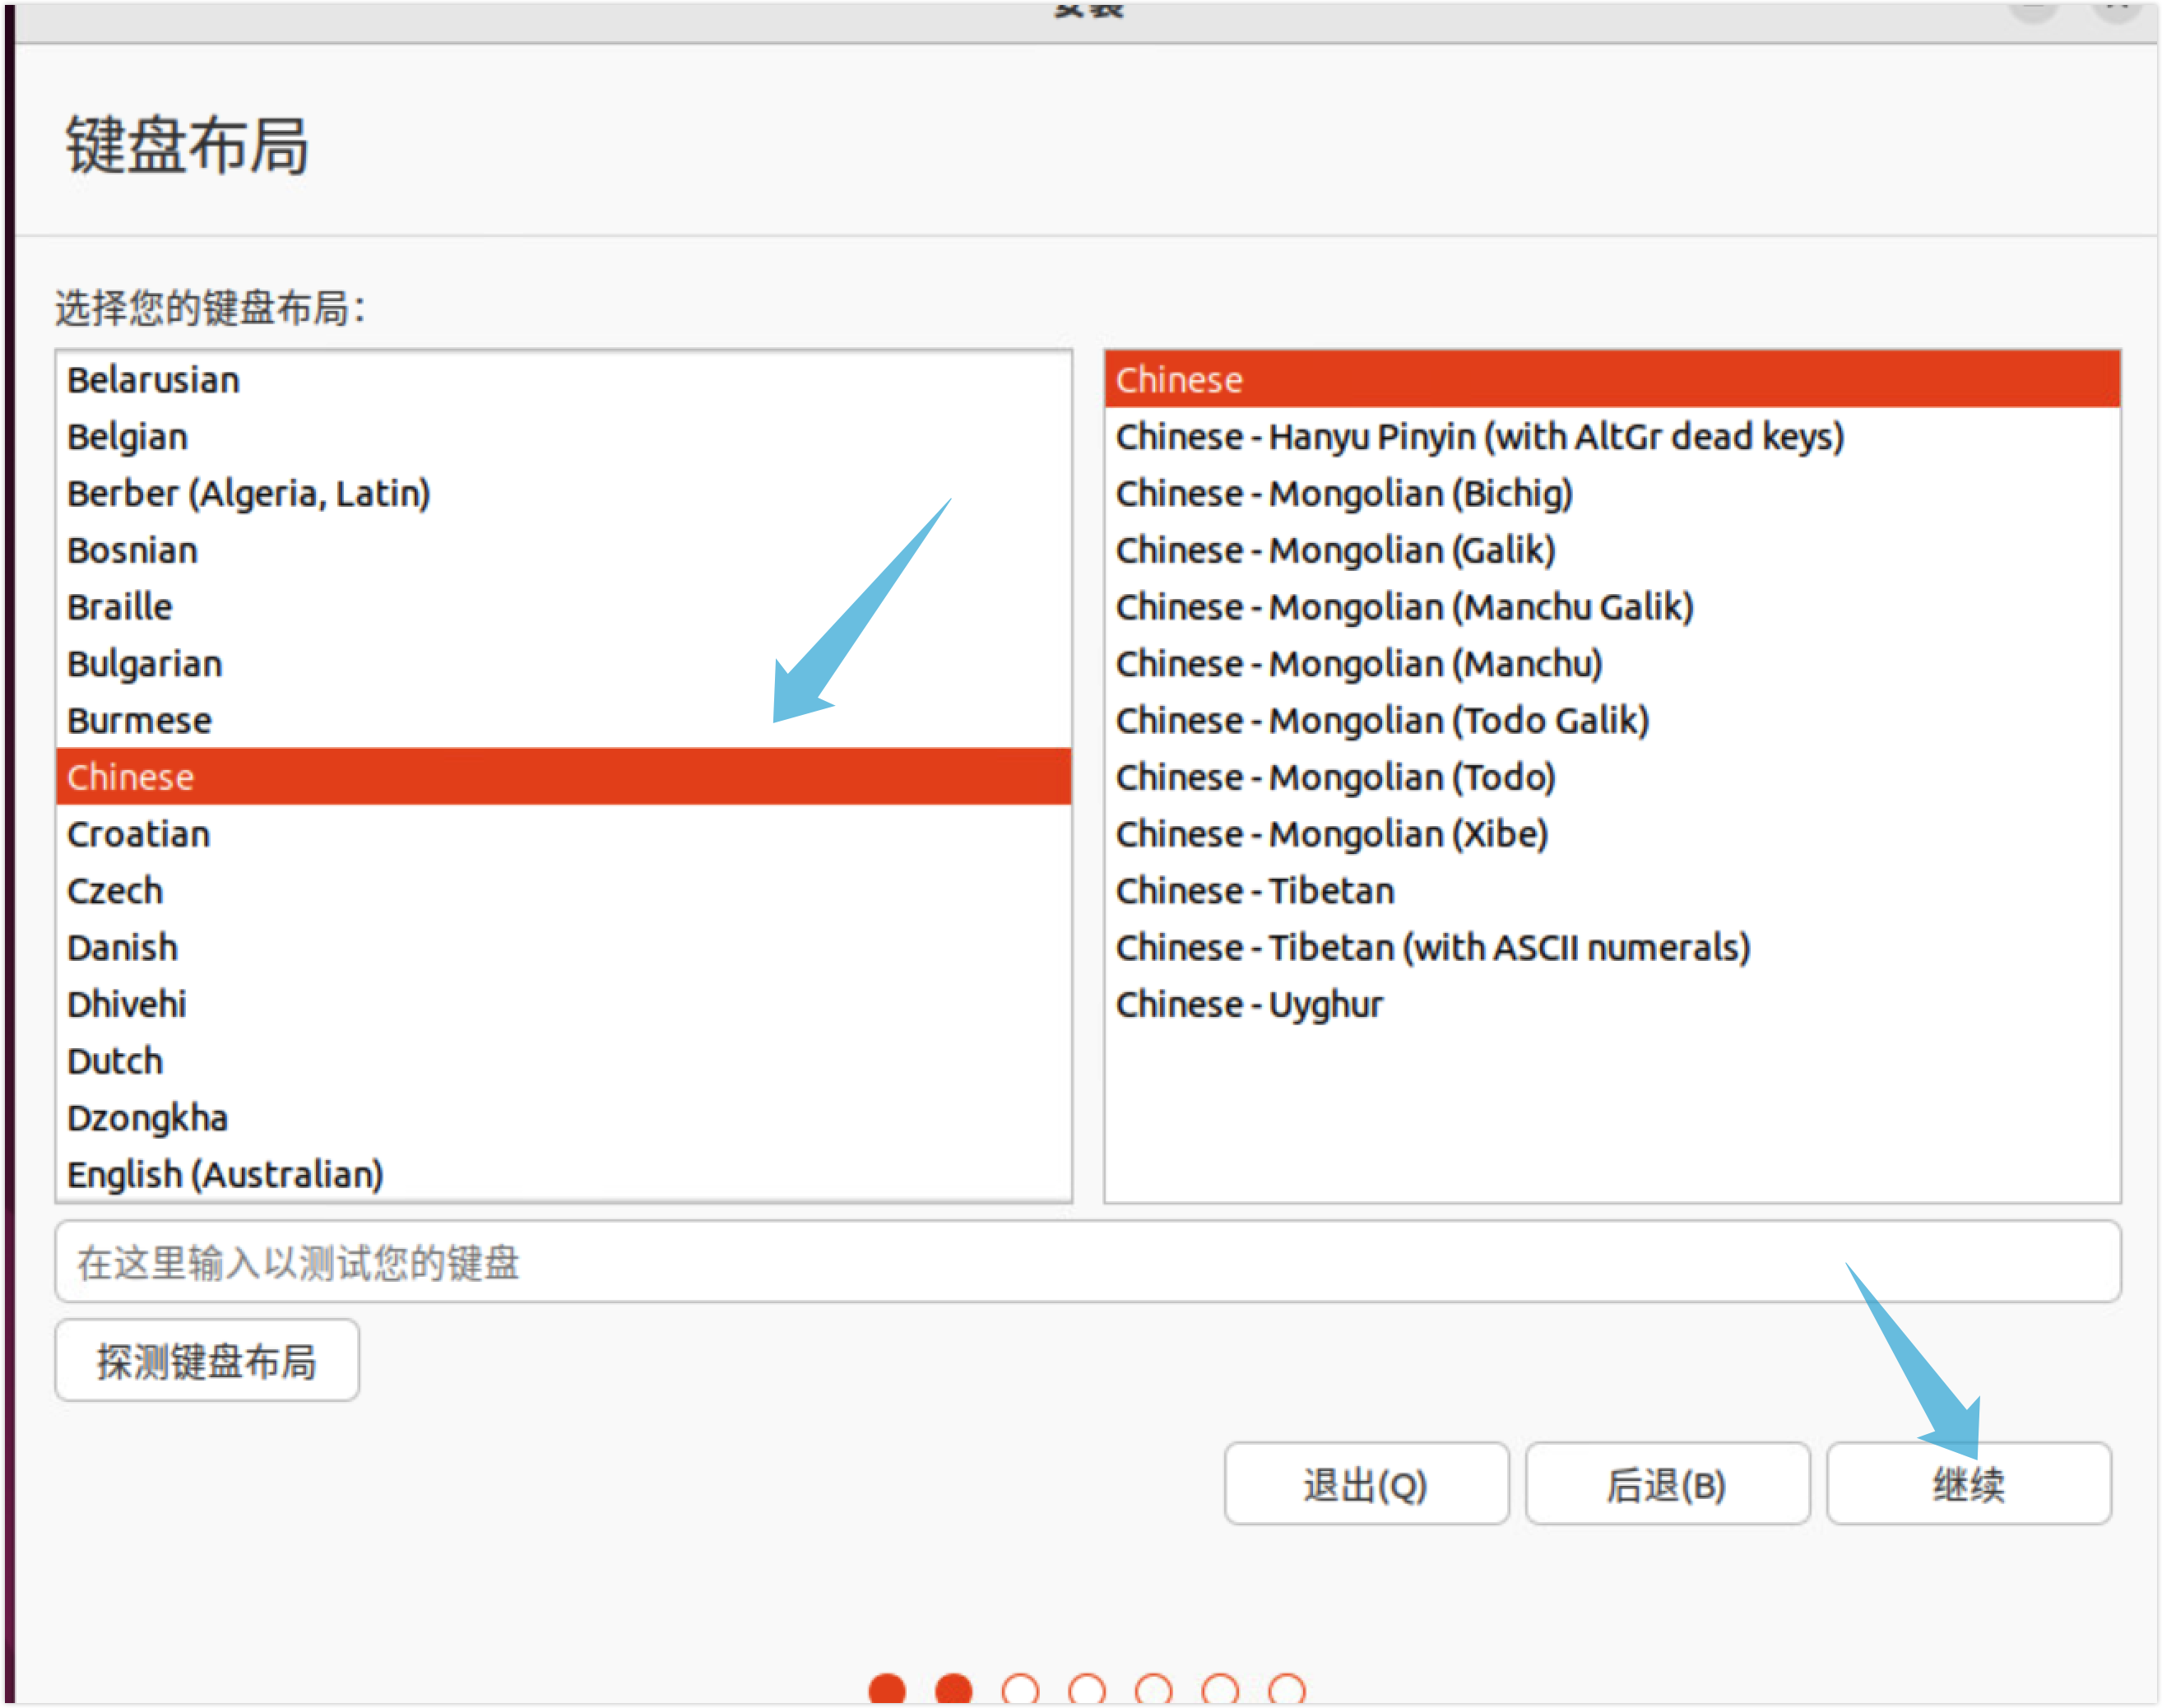 键盘布局
选择您的键盘布局：
Belarusian
Belgian
Berber (Algeria, Latin)
Bosnian
Braille
Bulgarian
Burmese
Chinese
Croatian
Czech
Danish
Dhivehi
Dutch
Dzongkha
English (Australian)
Chinese
Chinese - Hanyu Pinyin (with AltGr dead keys)
Chinese - Mongolian (Bichig)
Chinese - Mongolian (Galik)
Chinese - Mongolian (Manchu Galik)
Chinese - Mongolian (Manchu)
Chinese - Mongolian (Todo Galik)
Chinese - Mongolian (Todo)
Chinese - Mongolian (Xibe)
Chinese - Tibetan
Chinese - Tibetan (with ASCII numerals)
Chinese - Uyghur
在这里输入以测试您的键盘
探测键盘布局
退出(Q)
后退(B)
继续